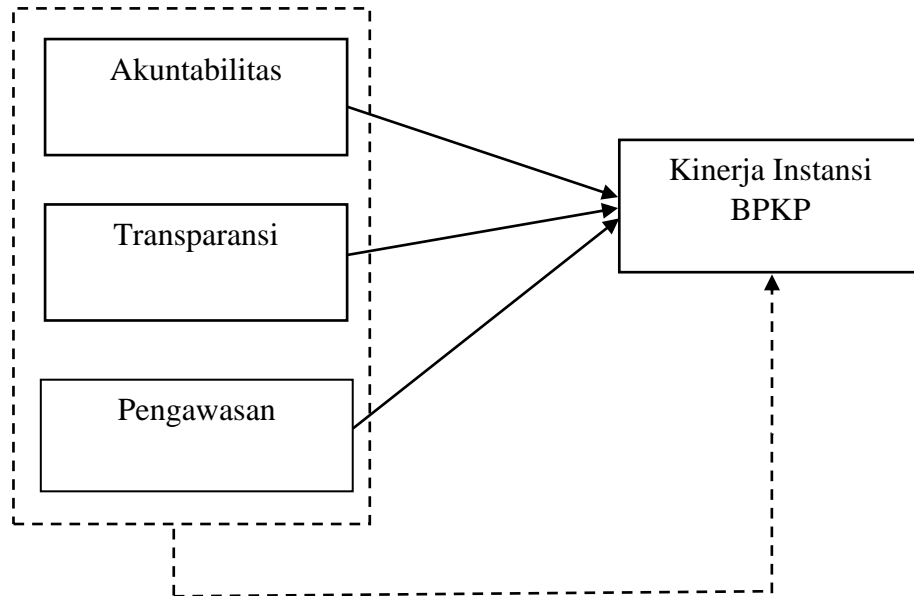 Akuntabilitas
Transparansi
Pengawasan
Kinerja Instansi
BPKP